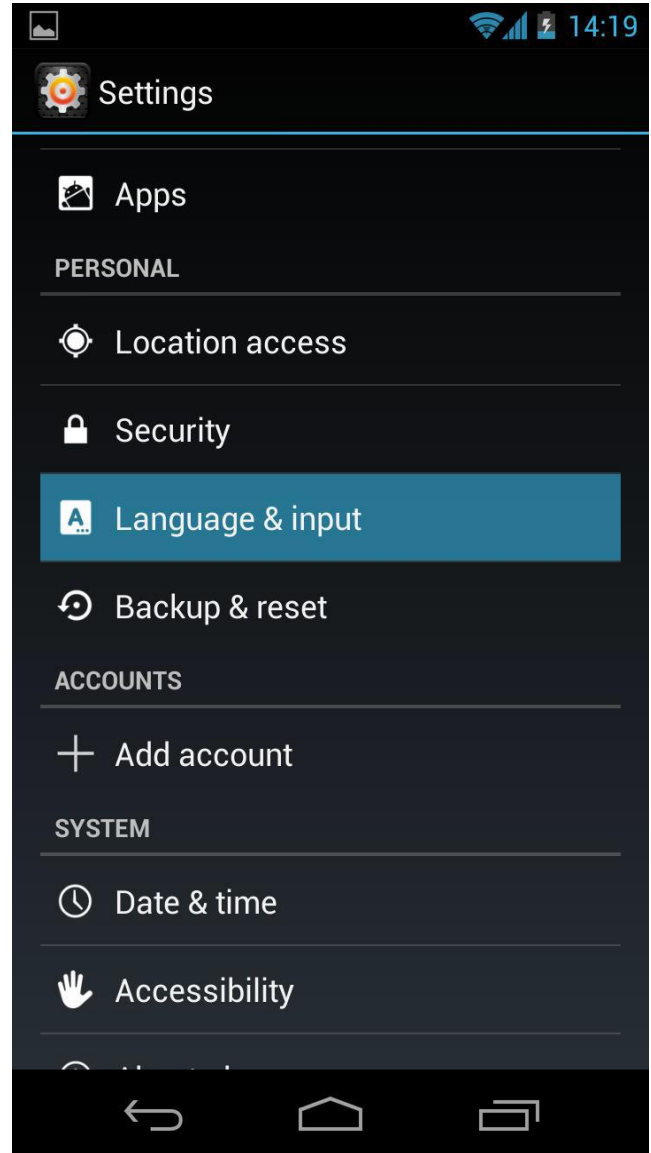 14:19
Settings
Apps
PERSONAL
Location access
Security
Language & input
Backup & reset
ACCOUNTS
Add account
SYSTEM
Date & time
Accessibility